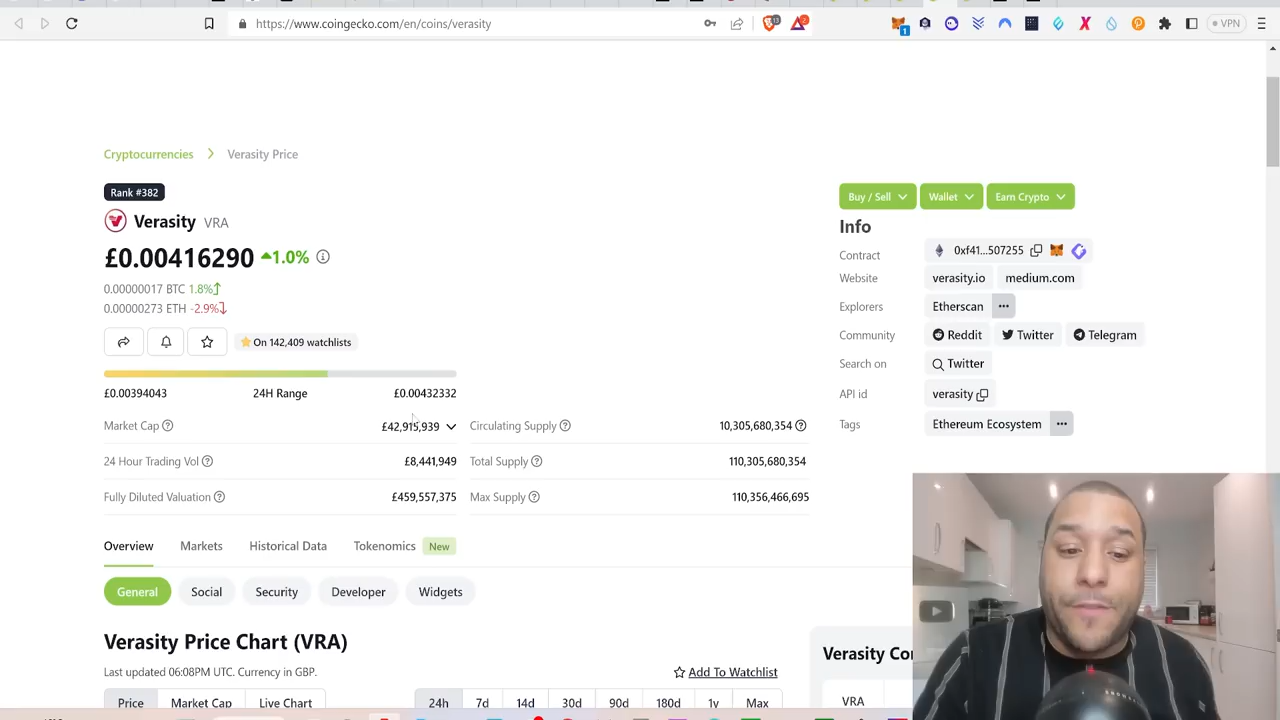 https://www.coingecko.com/en/coins/verasity
13
2
1
VPN
Cryptocurrencies > Verasity Price
Rank #382
Verasity VRA
£0.00416290 1.0%
0.00000017 BTC 1.8%
0.00000273 ETH -2.9%
On 142,409 watchlists
£0.00394043 24H Range £0.00432332
Market Cap £42,915,939
24 Hour Trading Vol £8,441,949
Fully Diluted Valuation £459,557,375
Circulating Supply 10,305,680,354
Total Supply 110,305,680,354
Max Supply 110,356,466,695
Buy / Sell Wallet Earn Crypto
Info
Contract 0xf41...507255
Website verasity.io medium.com
Explorers Etherscan
Community Reddit Twitter Telegram
Search on Twitter
API id verasity
Tags Ethereum Ecosystem
Overview Markets Historical Data Tokenomics New
General Social Security Developer Widgets
Verasity Price Chart (VRA)
Last updated 06:08PM UTC. Currency in GBP.
Add To Watchlist
Price Market Cap Live Chart
24h 7d 14d 30d 90d 180d 1y Max
Verasity Co
VRA